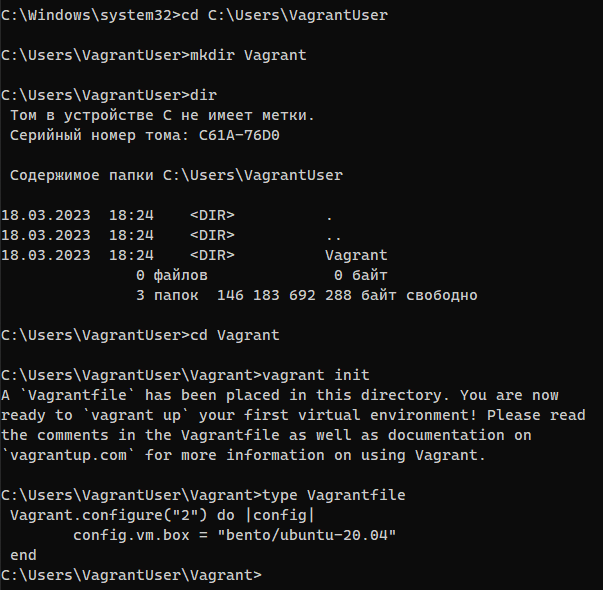 C:\Windows\system32>cd C:\Users\VagrantUser
C:\Users\VagrantUser>mkdir Vagrant
C:\Users\VagrantUser>dir
Том в устройстве C не имеет метки.
Серийный номер тома: C61A-76D0
Содержимое папки C:\Users\VagrantUser
18.03.2023  18:24    <DIR>          .
18.03.2023  18:24    <DIR>          ..
18.03.2023  18:24    <DIR>          Vagrant
0 файлов              0 байт
3 папок  146 183 692 288 байт свободно
C:\Users\VagrantUser>cd Vagrant
C:\Users\VagrantUser\Vagrant>vagrant init
A `Vagrantfile` has been placed in this directory. You are now
ready to `vagrant up` your first virtual environment! Please read
the comments in the Vagrantfile as well as documentation on
`vagrantup.com` for more information on using Vagrant.
C:\Users\VagrantUser\Vagrant>type Vagrantfile
Vagrant.configure("2") do |config|
config.vm.box = "bento/ubuntu-20.04"
end
C:\Users\VagrantUser\Vagrant>